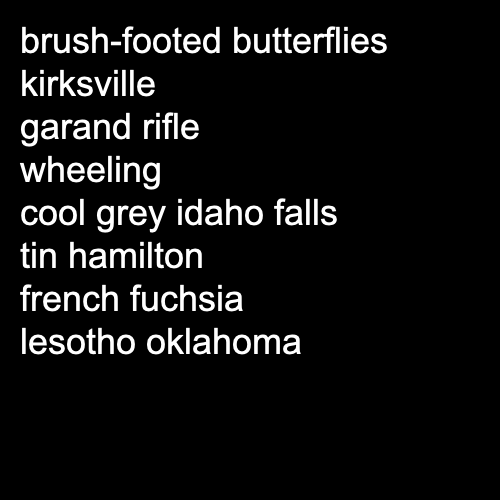 brush-footed butterflies
kirksville
garand rifle
wheeling
cool grey idaho falls
tin hamilton
french fuchsia
lesotho oklahoma